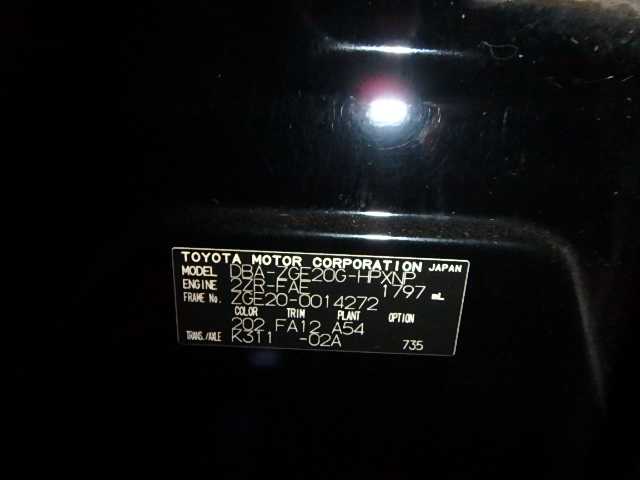 TOYOTA MOTOR CORPORATION JAPAN
MODEL DBA-ZGE20G-HPXNP
ENGINE 2ZR-FAE 1797 mL
FRAME No. ZGE20-0014272
COLOR TRIM PLANT OPTION
202 FA12 A54
TRANS./AXLE K311 -02A 735